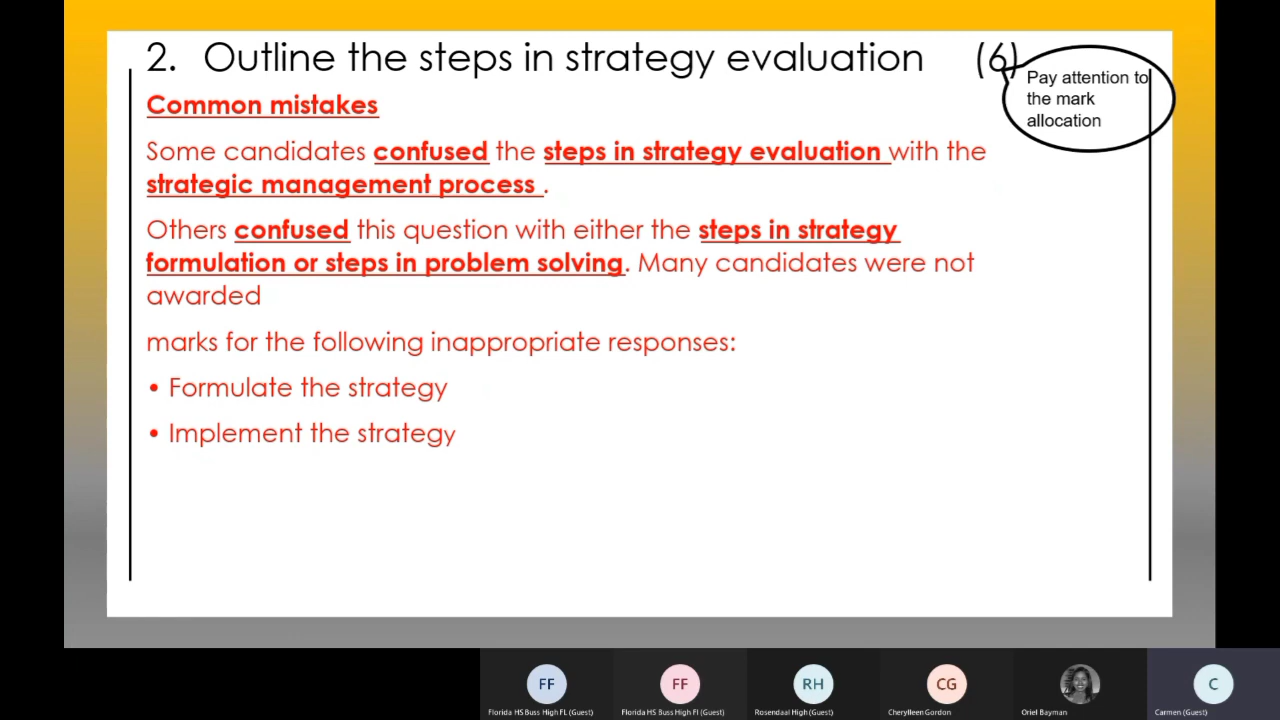 2. Outline the steps in strategy evaluation (6)
Pay attention to
the mark
allocation
Common mistakes
Some candidates confused the steps in strategy evaluation with the
strategic management process .
Others confused this question with either the steps in strategy
formulation or steps in problem solving. Many candidates were not
awarded
marks for the following inappropriate responses:
• Formulate the strategy
• Implement the strategy
FF FF RH CG C
Florida HS Buss High FL (Guest) Florida HS Buss High Fl (Guest) Rosendaal High (Guest) Cherylleen Gordon Oriel Bayman Carmen (Guest)